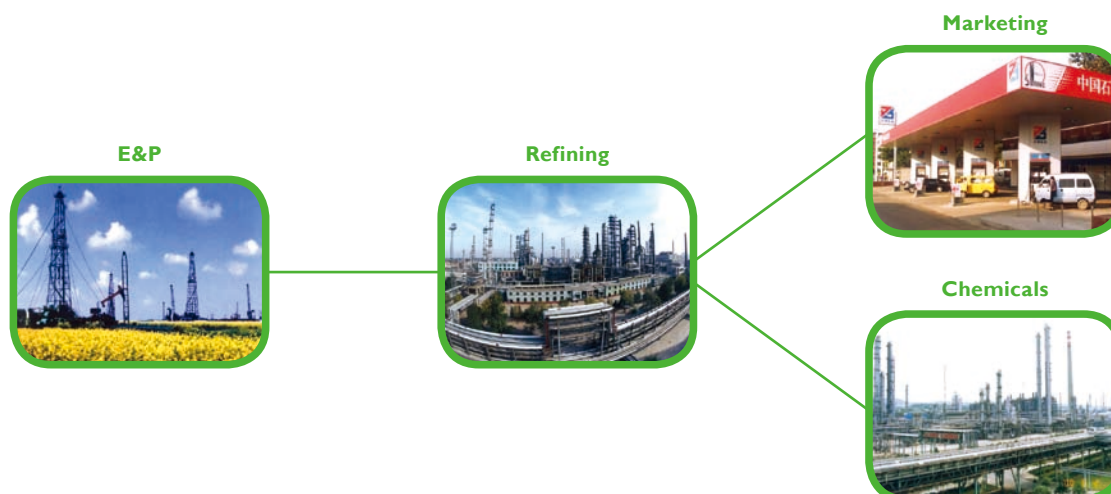 Marketing
中国石
E&P
Refining
Chemicals